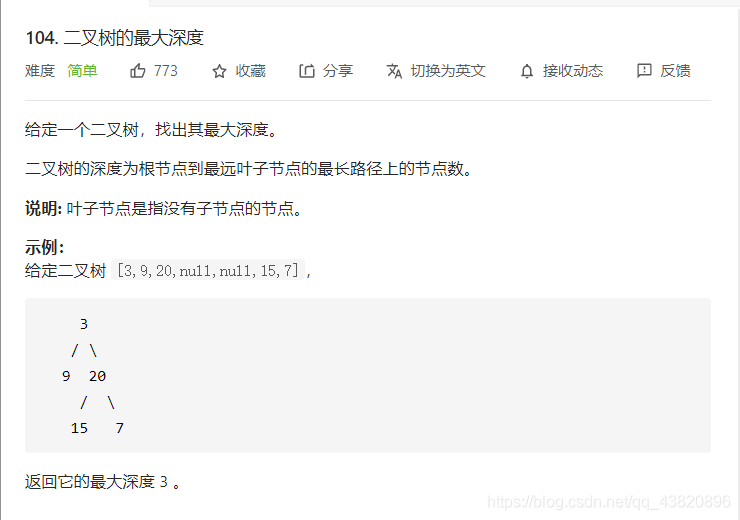 104. 二叉树的最大深度
难度 简单 773 收藏 分享 切换为英文 接收动态 反馈
给定一个二叉树，找出其最大深度。
二叉树的深度为根节点到最远叶子节点的最长路径上的节点数。
说明: 叶子节点是指没有子节点的节点。
示例：
给定二叉树 [3,9,20,null,null,15,7]，
3
/ \
9 20
/ \
15 7
返回它的最大深度 3 。
https://blog.csdn.net/qq_43820896